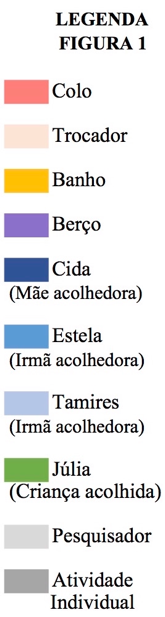 LEGENDA
FIGURA 1
Colo
Trocador
Banho
Berço
Cida
(Mãe acolhedora)
Estela
(Irmã acolhedora)
Tamires
(Irmã acolhedora)
Júlia
(Criança acolhida)
Pesquisador
Atividade
Individual